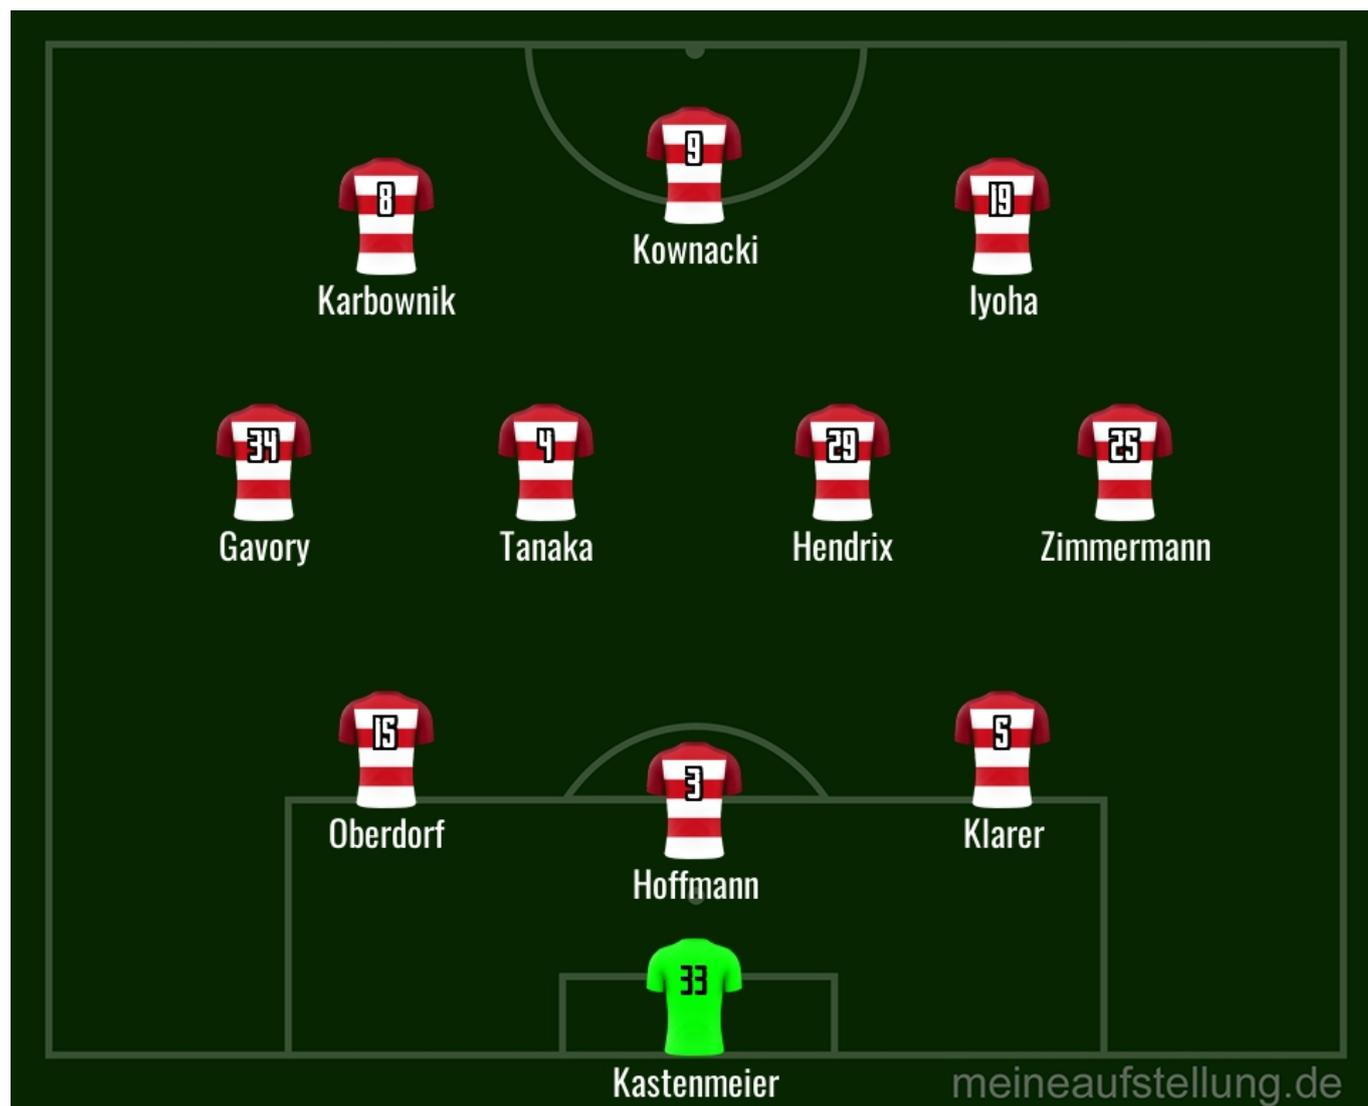 9
8
19
Kownacki
Karbownik
Iyoha
34
4
29
25
Gavory
Tanaka
Hendrix
Zimmermann
15
5
3
Oberdorf
Klarer
Hoffmann
33
Kastenmeier
meineaufstellung.de